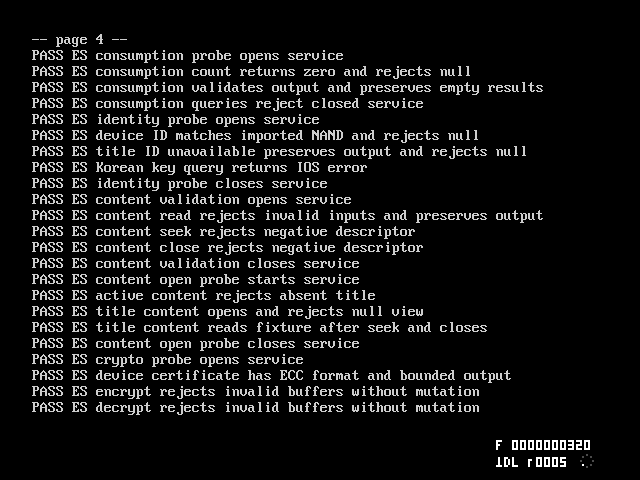 -- page 4 --
PASS ES consumption probe opens service
PASS ES consumption count returns zero and rejects null
PASS ES consumption validates output and preserves empty results
PASS ES consumption queries reject closed service
PASS ES identity probe opens service
PASS ES device ID matches imported NAND and rejects null
PASS ES title ID unavailable preserves output and rejects null
PASS ES Korean key query returns IOS error
PASS ES identity probe closes service
PASS ES content validation opens service
PASS ES content read rejects invalid inputs and preserves output
PASS ES content seek rejects negative descriptor
PASS ES content close rejects negative descriptor
PASS ES content validation closes service
PASS ES content open probe starts service
PASS ES active content rejects absent title
PASS ES title content opens and rejects null view
PASS ES title content reads fixture after seek and closes
PASS ES content open probe closes service
PASS ES crypto probe opens service
PASS ES device certificate has ECC format and bounded output
PASS ES encrypt rejects invalid buffers without mutation
PASS ES decrypt rejects invalid buffers without mutation
F 0000000320
IDL r0005